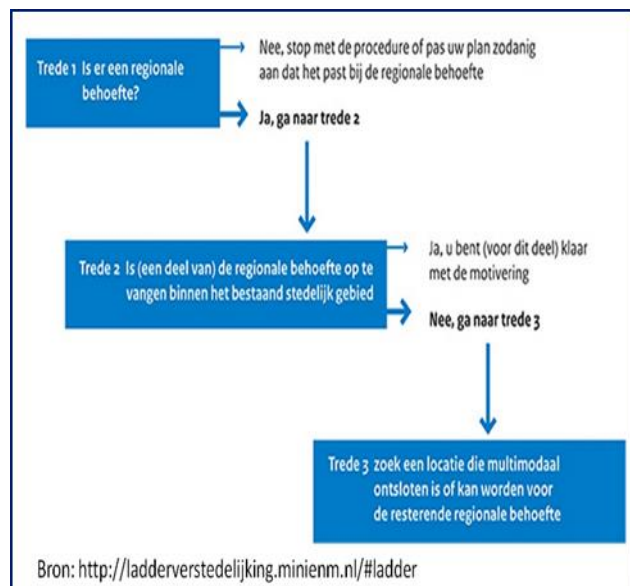 Trede 1 Is er een regionale
behoefte?
Nee, stop met de procedure of pas uw plan zodanig
aan dat het past bij de regionale behoefte
Ja, ga naar trede 2
Trede 2 Is (een deel van) de regionale behoefte op te
vangen binnen het bestaand stedelijk gebied
Ja, u bent (voor dit deel) klaar
met de motivering
Nee, ga naar trede 3
Trede 3 zoek een locatie die multimodaal
ontsloten is of kan worden voor
de resterende regionale behoefte
Bron: http://ladderverstedelijking.minienm.nl/#ladder